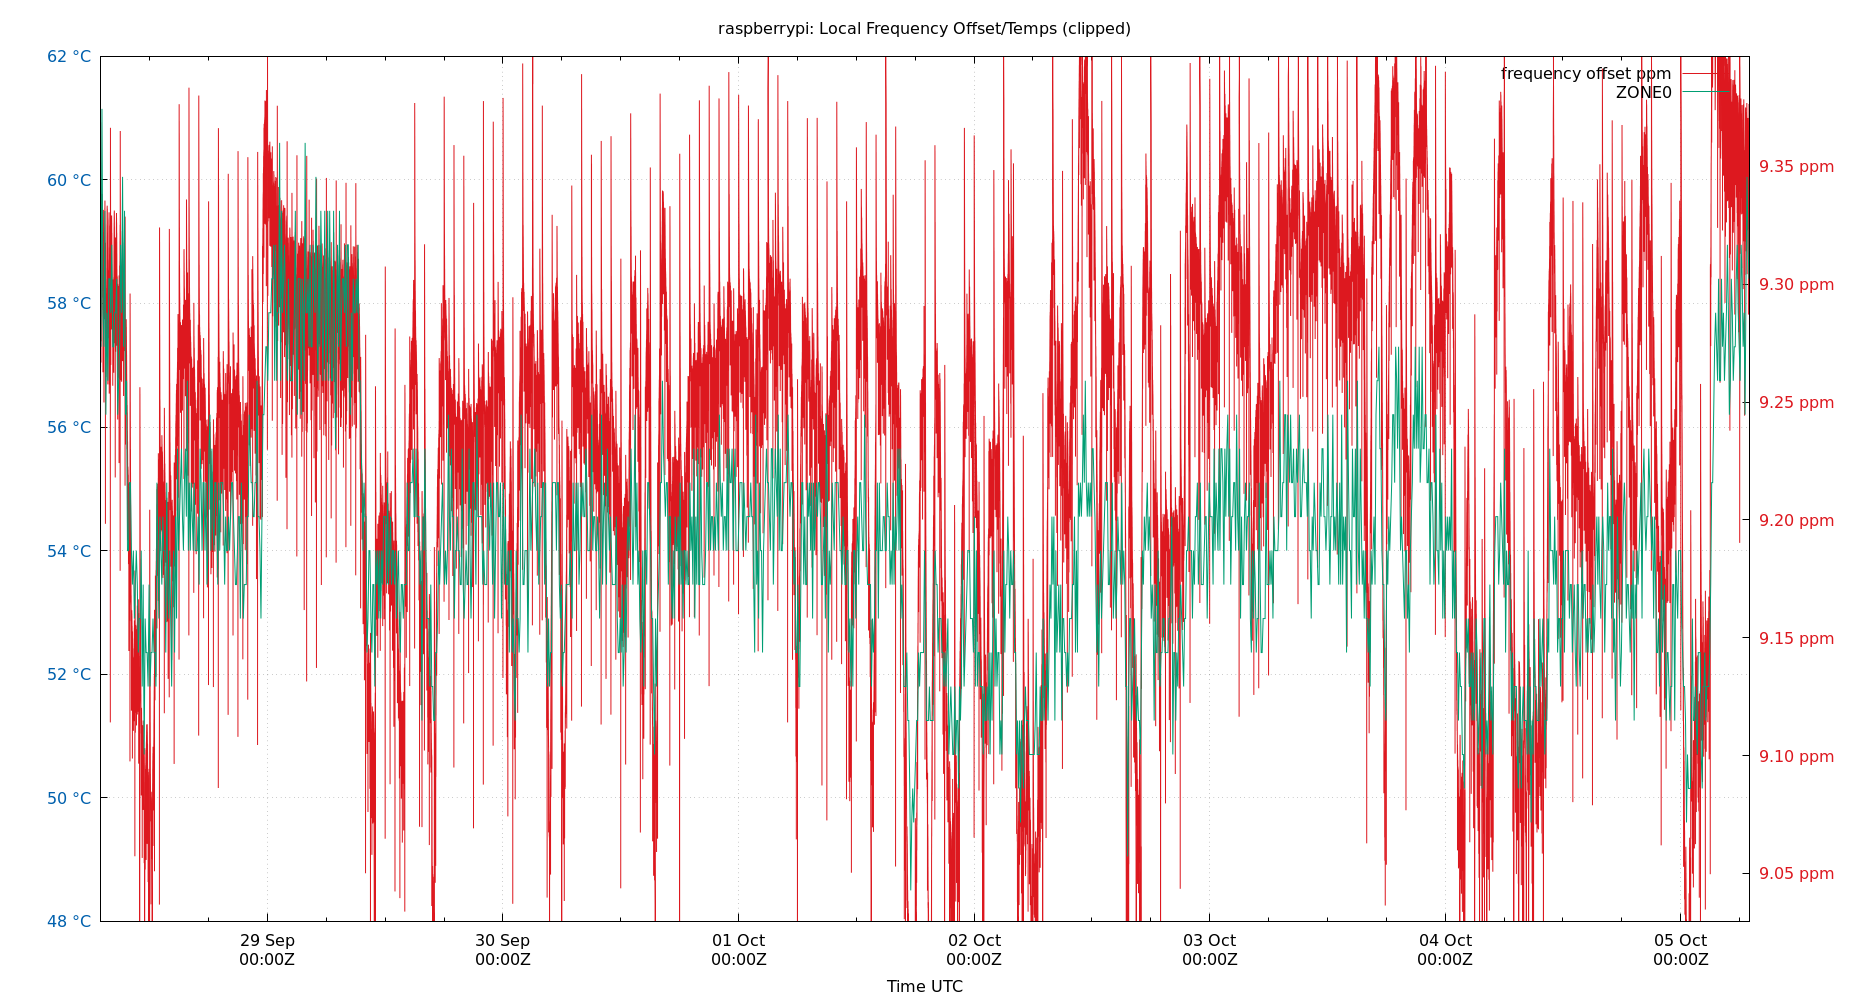 raspberrypi: Local Frequency Offset/Temps (clipped)
62 °C
60 °C
58 °C
56 °C
54 °C
52 °C
50 °C
48 °C
frequency offset ppm
ZONE0
9.35 ppm
9.30 ppm
9.25 ppm
9.20 ppm
9.15 ppm
9.10 ppm
9.05 ppm
29 Sep
00:00Z
30 Sep
00:00Z
01 Oct
00:00Z
02 Oct
00:00Z
03 Oct
00:00Z
04 Oct
00:00Z
05 Oct
00:00Z
Time UTC